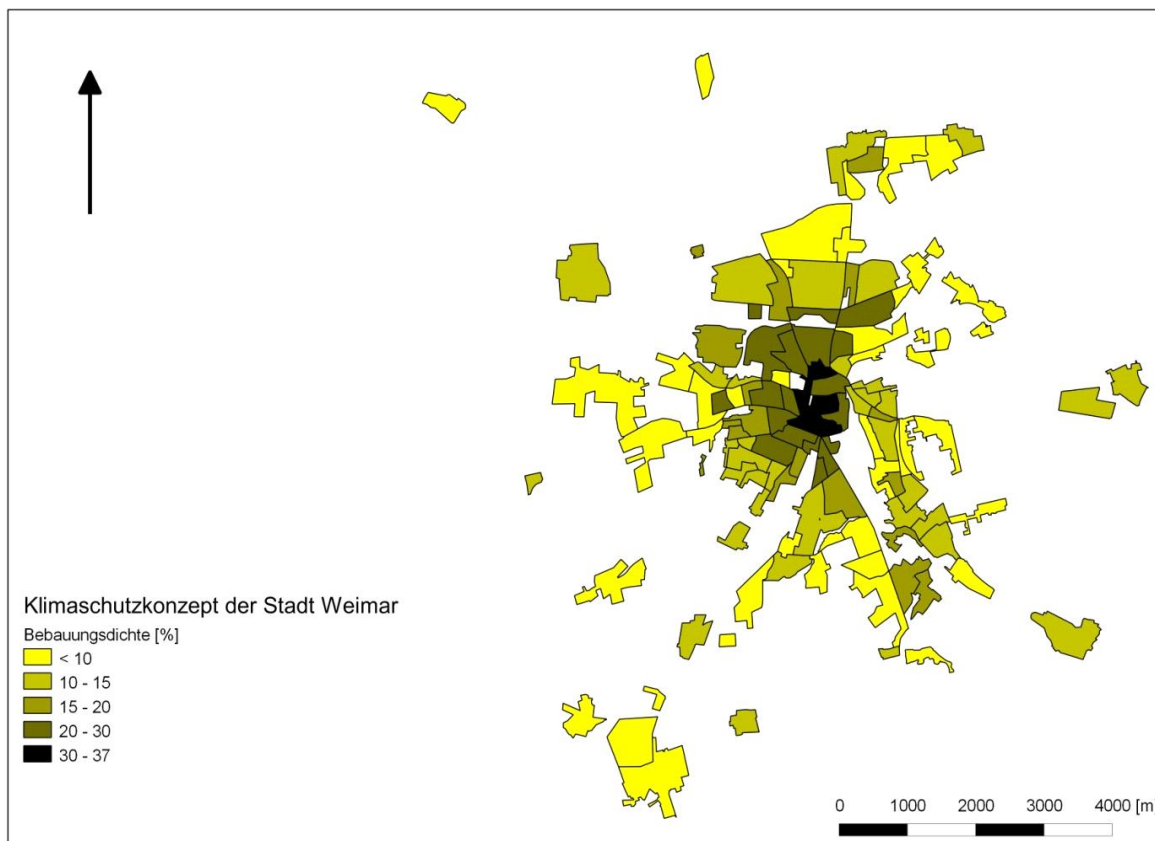 Klimaschutzkonzept der Stadt Weimar
Bebauungsdichte [%]
< 10
10 - 15
15 - 20
20 - 30
30 - 37
0 1000 2000 3000 4000 [m]